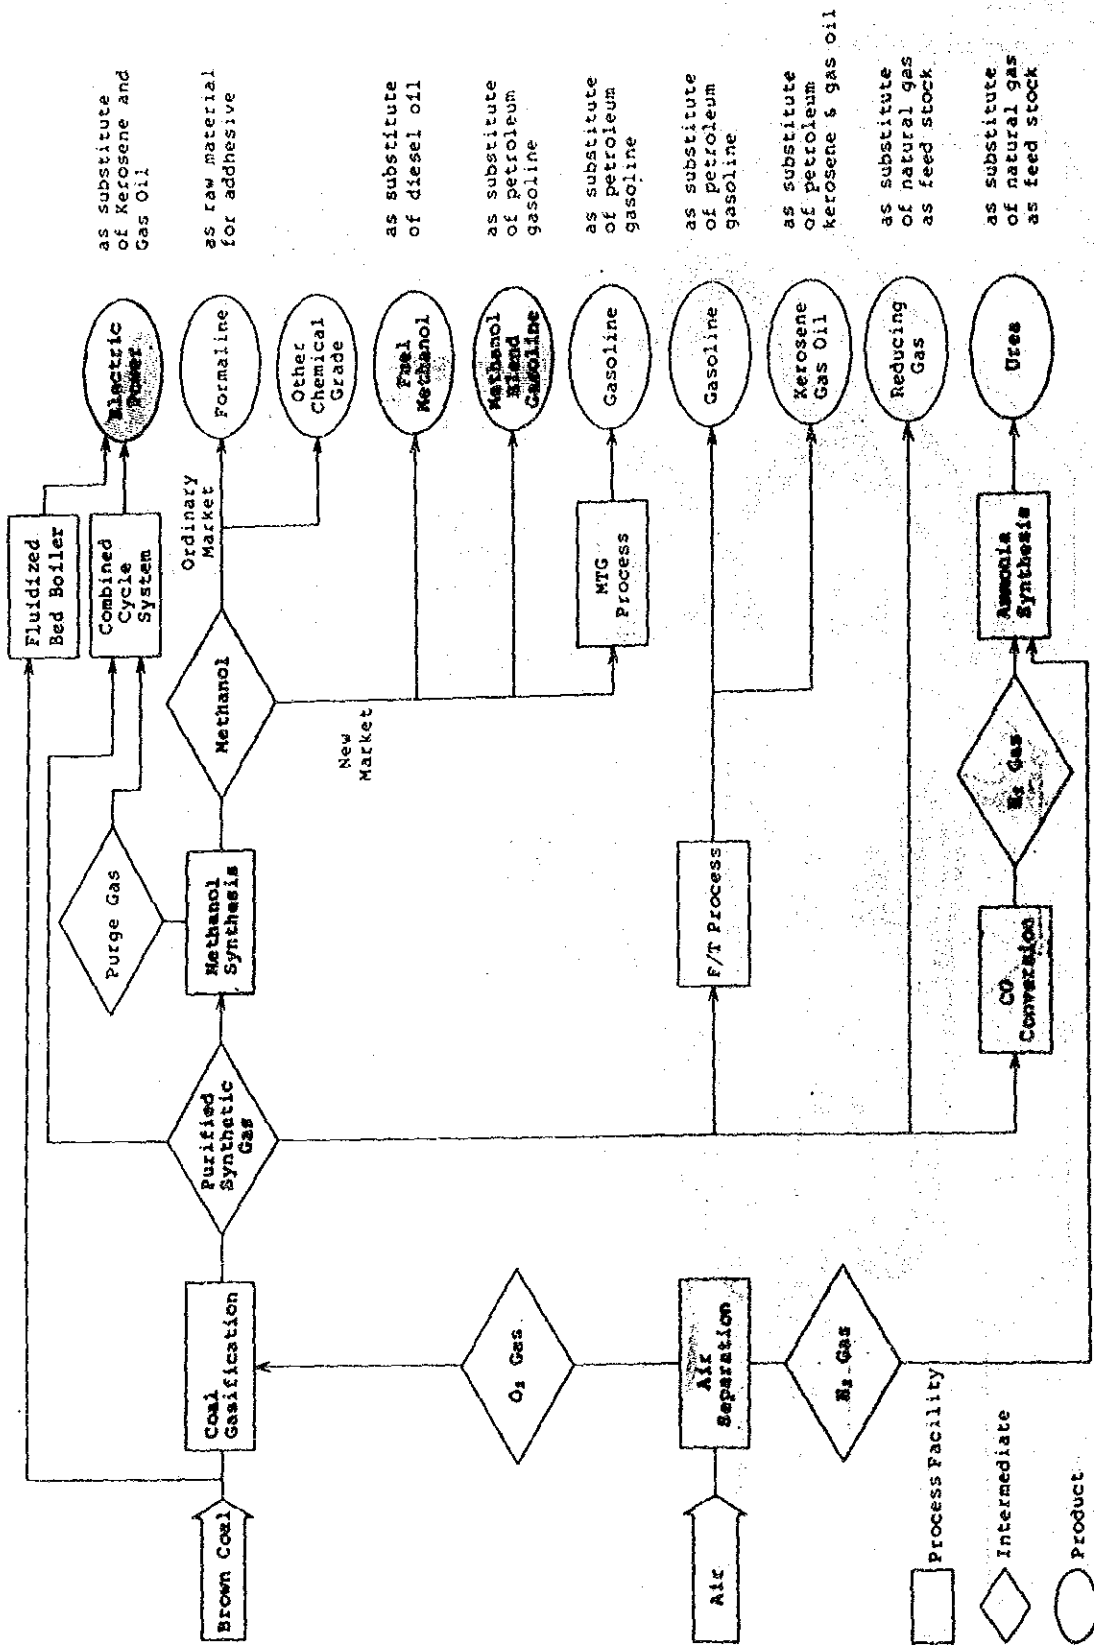 Brown Coal
Air
Coal
Gasification
O₂ Gas
Air
Separation
N₂ Gas
Purified
Synthetic
Gas
Purge Gas
Methanol
Synthesis
F/T Process
CO
Conversion
Methanol
New
Market
H₂ Gas
Fluidized
Bed Boiler
Combined
Cycle
System
Ordinary
Market
MTG
Process
Ammonia
Synthesis
Electric
Power
Formaline
Other
Chemical
Grade
Fuel
Methanol
Methanol
Blend
Gasoline
Gasoline
Gasoline
Kerosene
Gas Oil
Reducing
Gas
Urea
as substitute
of Kerosene and
Gas Oil
as raw material
for addhesive
as substitute
of diesel oil
as substitute
of petroleum
gasoline
as substitute
of petroleum
gasoline
as substitute
of petroleum
gasoline
as substitute
of petroleum
kerosene & gas oil
as substitute
of natural gas
as feed stock
as substitute
of natural gas
as feed stock
Process Facility
Intermediate
Product